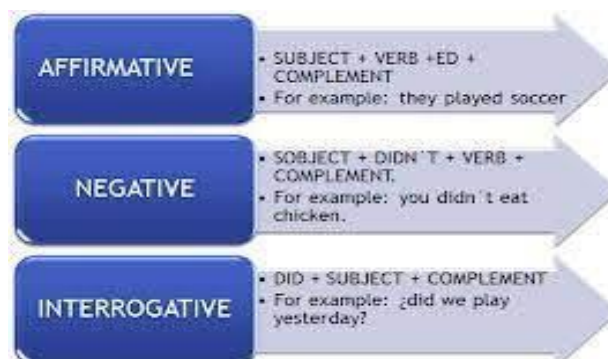 AFFIRMATIVE
• SUBJECT + VERB +ED +
COMPLEMENT
• For example: they played soccer
NEGATIVE
• SOBJECT + DIDN´T + VERB +
COMPLEMENT.
• For example: you didn´t eat
chicken.
INTERROGATIVE
• DID + SUBJECT + COMPLEMENT
• For example: ¿did we play
yesterday?